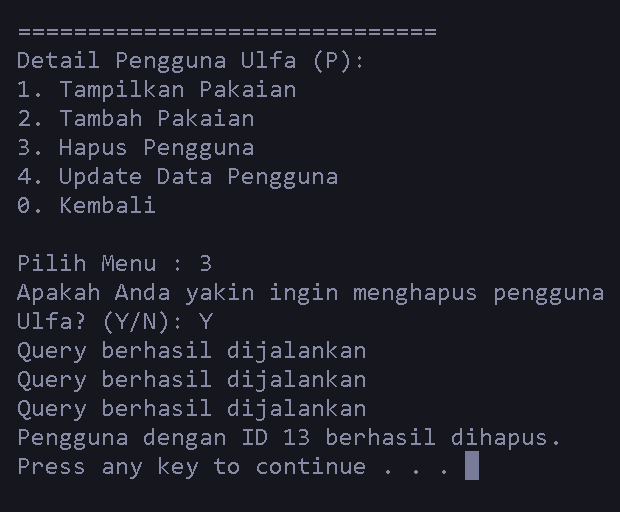 ==============================
Detail Pengguna Ulfa (P):
1. Tampilkan Pakaian
2. Tambah Pakaian
3. Hapus Pengguna
4. Update Data Pengguna
0. Kembali
Pilih Menu : 3
Apakah Anda yakin ingin menghapus pengguna
Ulfa? (Y/N): Y
Query berhasil dijalankan
Query berhasil dijalankan
Query berhasil dijalankan
Pengguna dengan ID 13 berhasil dihapus.
Press any key to continue . . .